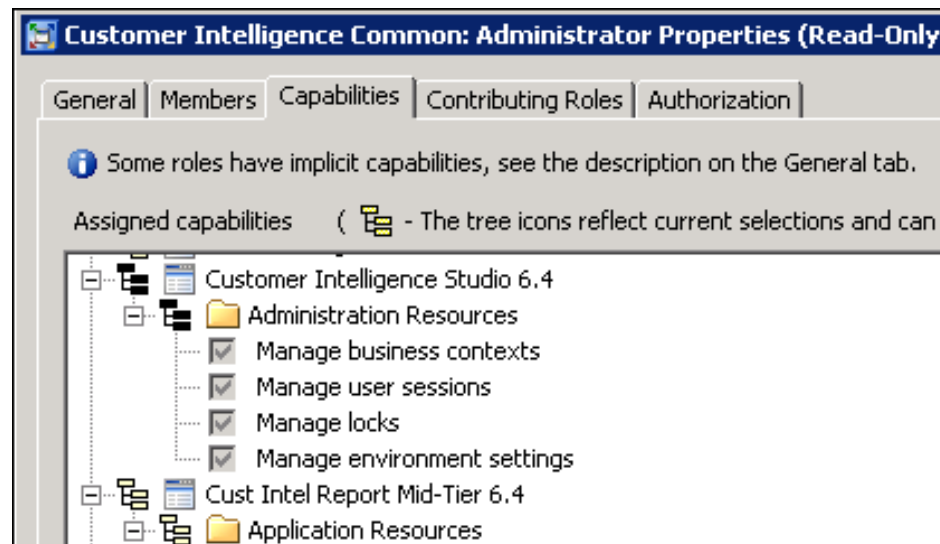 Customer Intelligence Common: Administrator Properties (Read-Only
General Members Capabilities Contributing Roles Authorization
Some roles have implicit capabilities, see the description on the General tab.
Assigned capabilities ( - The tree icons reflect current selections and can
Customer Intelligence Studio 6.4
Administration Resources
Manage business contexts
Manage user sessions
Manage locks
Manage environment settings
Cust Intel Report Mid-Tier 6.4
Application Resources